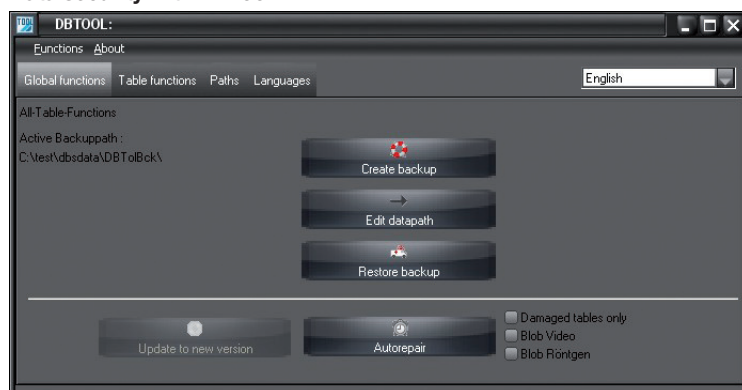 DBTOOL:
Functions About
Global functions Table functions Paths Languages
English
All-Table-Functions
Active Backuppath :
C:\test\dbsdata\DBTolBck\
Create backup
Edit datapath
Restore backup
Update to new version
Autorepair
Damaged tables only
Blob Video
Blob Röntgen